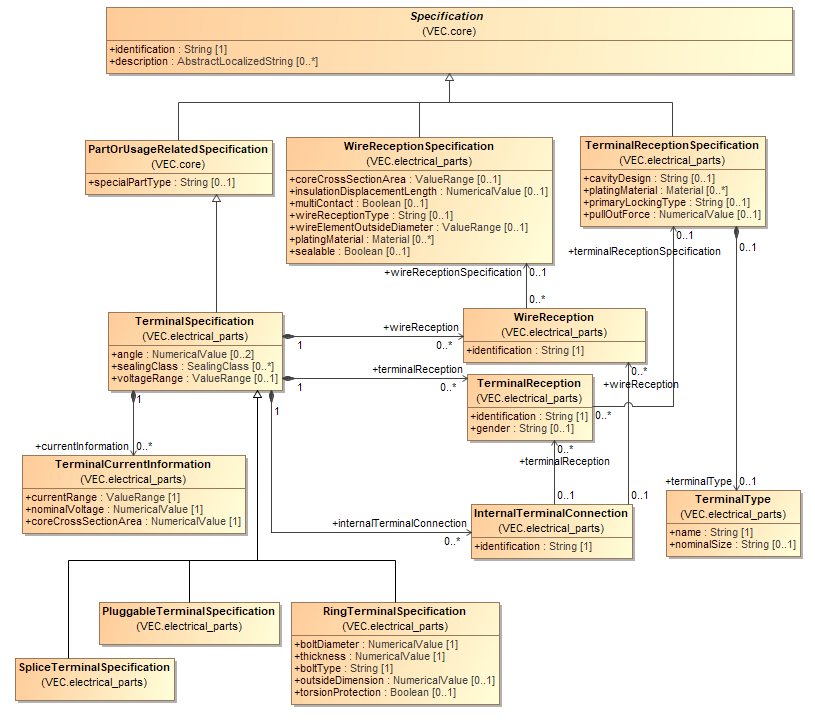 Specification
(VEC.core)
+identification : String [1]
+description : AbstractLocalizedString [0..*]
PartOrUsageRelatedSpecification
(VEC.core)
+specialPartType : String [0..1]
WireReceptionSpecification
(VEC.electrical_parts)
+coreCrossSectionArea : ValueRange [0..1]
+insulationDisplacementLength : NumericalValue [0..1]
+multiContact : Boolean [0..1]
+wireReceptionType : String [0..1]
+wireElementOutsideDiameter : ValueRange [0..1]
+platingMaterial : Material [0..*]
+sealable : Boolean [0..1]
TerminalReceptionSpecification
(VEC.electrical_parts)
+cavityDesign : String [0..1]
+platingMaterial : Material [0..*]
+primaryLockingType : String [0..1]
+pullOutForce : NumericalValue [0..1]
+wireReceptionSpecification
0..1
0..*
+terminalReceptionSpecification
0..1
0..1
TerminalSpecification
(VEC.electrical_parts)
+angle : NumericalValue [0..2]
+sealingClass : SealingClass [0..*]
+voltageRange : ValueRange [0..1]
1
+wireReception
0..*
WireReception
(VEC.electrical_parts)
+identification : String [1]
1
+terminalReception
0..*
TerminalReception
(VEC.electrical_parts)
+identification : String [1]
+gender : String [0..1]
0..*
+wireReception
0..*
1
1
+currentInformation
0..*
TerminalCurrentInformation
(VEC.electrical_parts)
+currentRange : ValueRange [1]
+nominalVoltage : NumericalValue [1]
+coreCrossSectionArea : NumericalValue [1]
0..*
+terminalReception
0..1
0..1
+internalTerminalConnection
0..*
InternalTerminalConnection
(VEC.electrical_parts)
+identification : String [1]
+terminalType
0..1
TerminalType
(VEC.electrical_parts)
+name : String [1]
+nominalSize : String [0..1]
PluggableTerminalSpecification
(VEC.electrical_parts)
RingTerminalSpecification
(VEC.electrical_parts)
+boltDiameter : NumericalValue [1]
+thickness : NumericalValue [1]
+boltType : String [1]
+outsideDimension : NumericalValue [0..1]
+torsionProtection : Boolean [0..1]
SpliceTerminalSpecification
(VEC.electrical_parts)